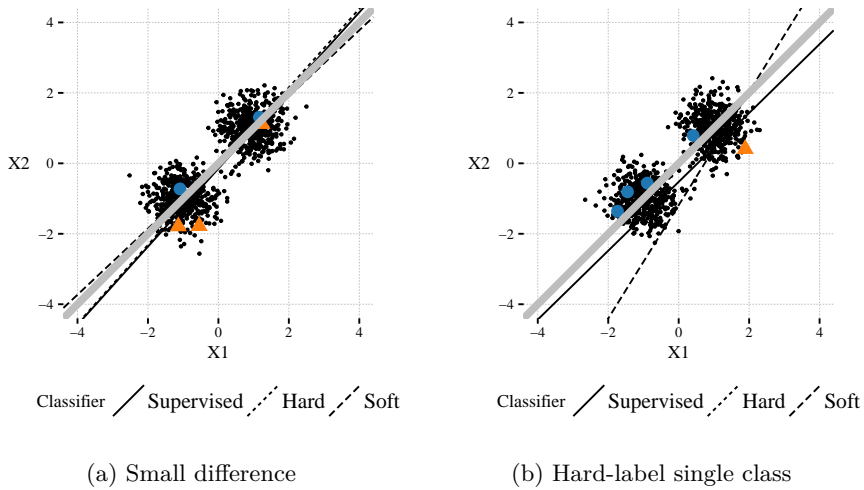 4
2
0
−2
−4
X2
−4 −2 0 2 4
X1
Classifier Supervised Hard Soft
(a) Small difference
4
2
0
−2
−4
X2
−4 −2 0 2 4
X1
Classifier Supervised Hard Soft
(b) Hard-label single class